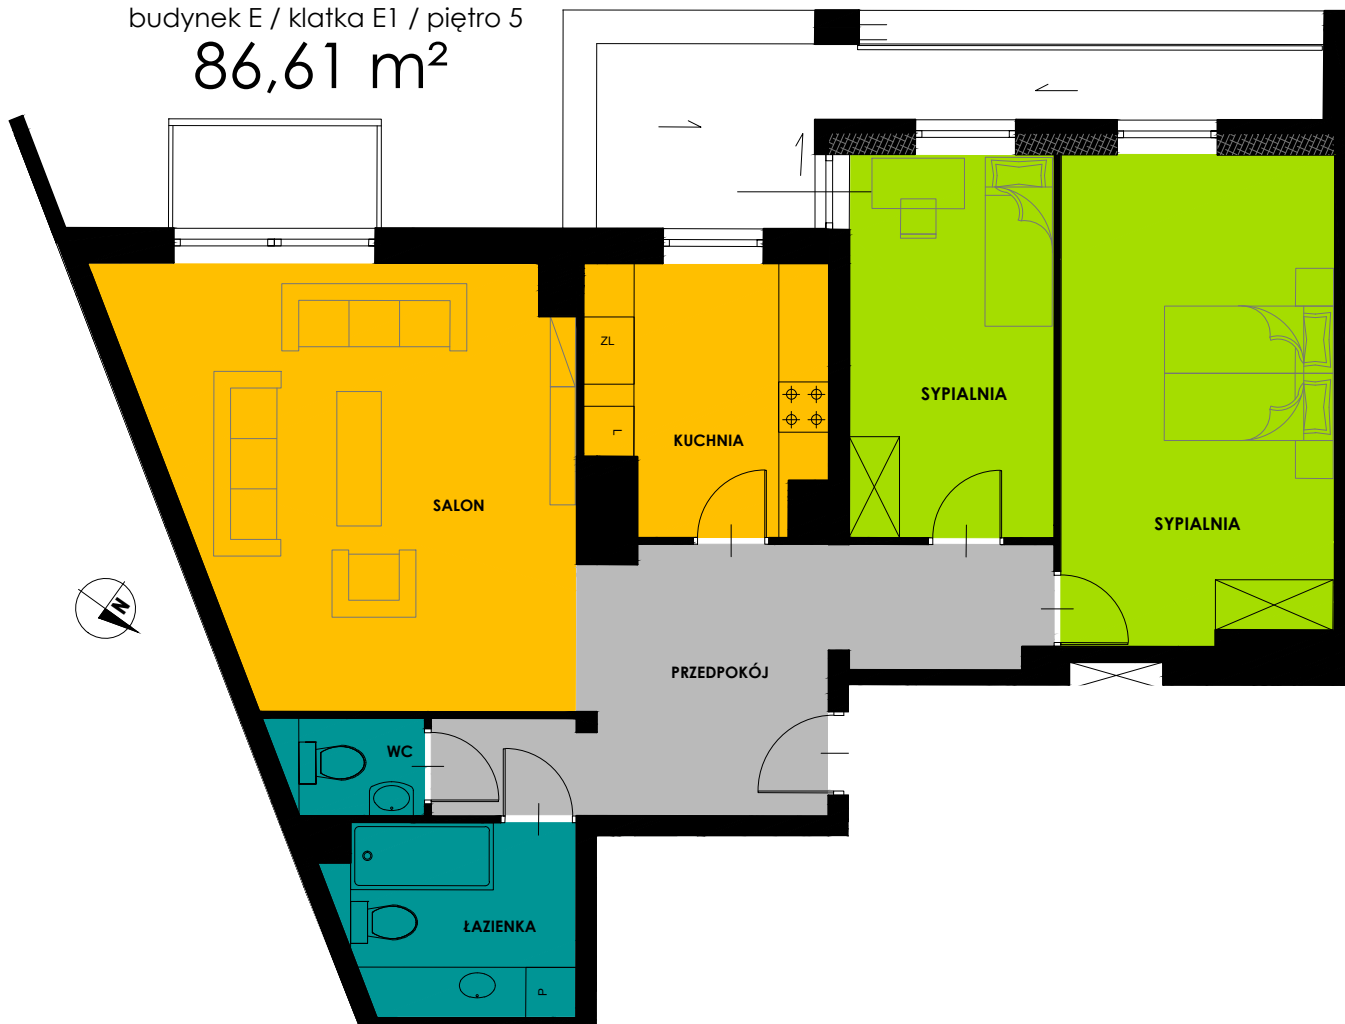 budynek E / klatka E1 / piętro 5
86,61 m²
ZL
L
KUCHNIA
SYPIALNIA
SALON
SYPIALNIA
N
PRZEDPOKÓJ
WC
ŁAZIENKA
P